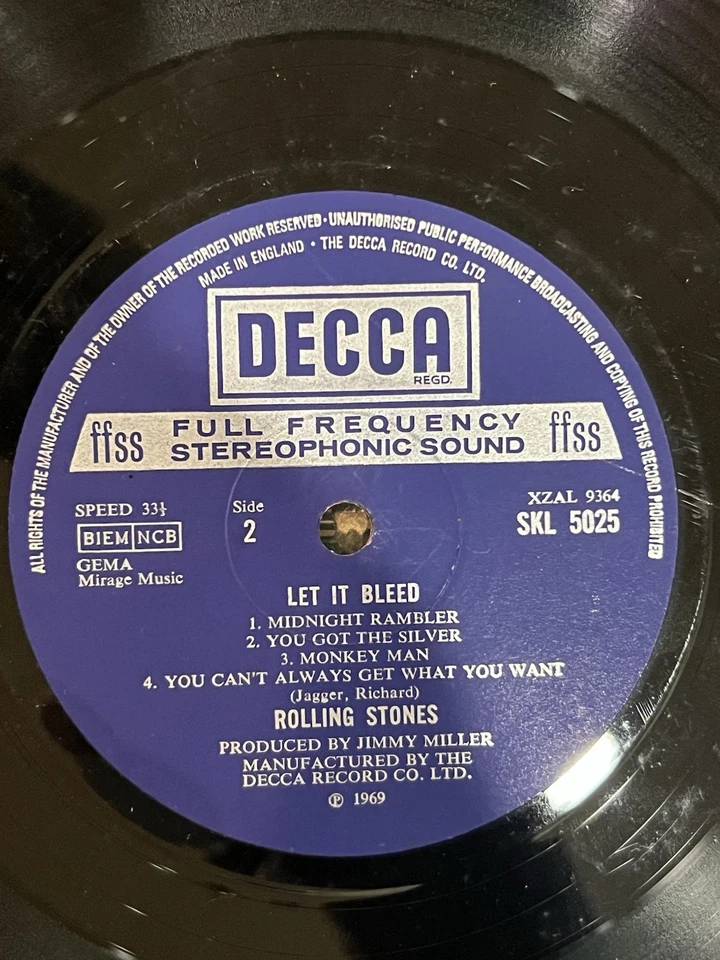 ALL RIGHTS OF THE MANUFACTURER AND OF THE OWNER OF THE RECORDED WORK RESERVED · UNAUTHORISED PUBLIC PERFORMANCE BROADCASTING AND COPYING OF THIS RECORD PROHIBITED
MADE IN ENGLAND · THE DECCA RECORD CO. LTD.
DECCA
REGD.
ffss FULL FREQUENCY STEREOPHONIC SOUND ffss
SPEED 33⅓
BIEM NCB
GEMA
Mirage Music
Side
2
XZAL 9364
SKL 5025
LET IT BLEED
1. MIDNIGHT RAMBLER
2. YOU GOT THE SILVER
3. MONKEY MAN
4. YOU CAN'T ALWAYS GET WHAT YOU WANT
(Jagger, Richard)
ROLLING STONES
PRODUCED BY JIMMY MILLER
MANUFACTURED BY THE
DECCA RECORD CO. LTD.
℗ 1969